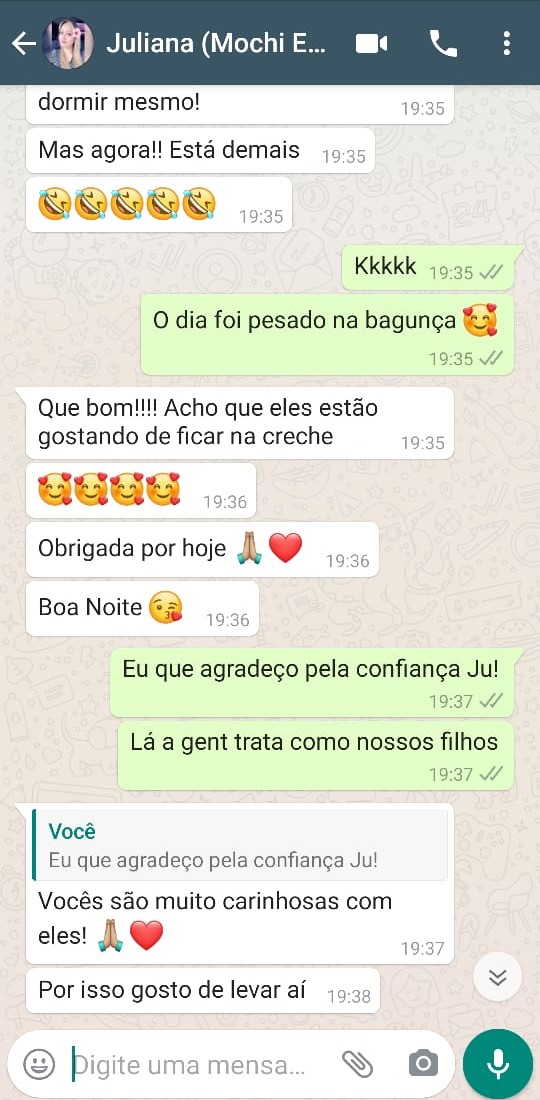 Juliana (Mochi E...
dormir mesmo!
19:35
Mas agora!! Está demais
19:35
🤣🤣🤣🤣🤣
19:35
Kkkkk
19:35
O dia foi pesado na bagunça 🥰
19:35
Que bom!!!! Acho que eles estão
gostando de ficar na creche
19:35
🥰🥰🥰🥰
19:36
Obrigada por hoje 🙏🏼❤️
19:36
Boa Noite 😘
19:36
Eu que agradeço pela confiança Ju!
19:37
Lá a gent trata como nossos filhos
19:37
Você
Eu que agradeço pela confiança Ju!
Vocês são muito carinhosas com
eles! 🙏🏼❤️
19:37
Por isso gosto de levar aí
19:38
Digite uma mensa...